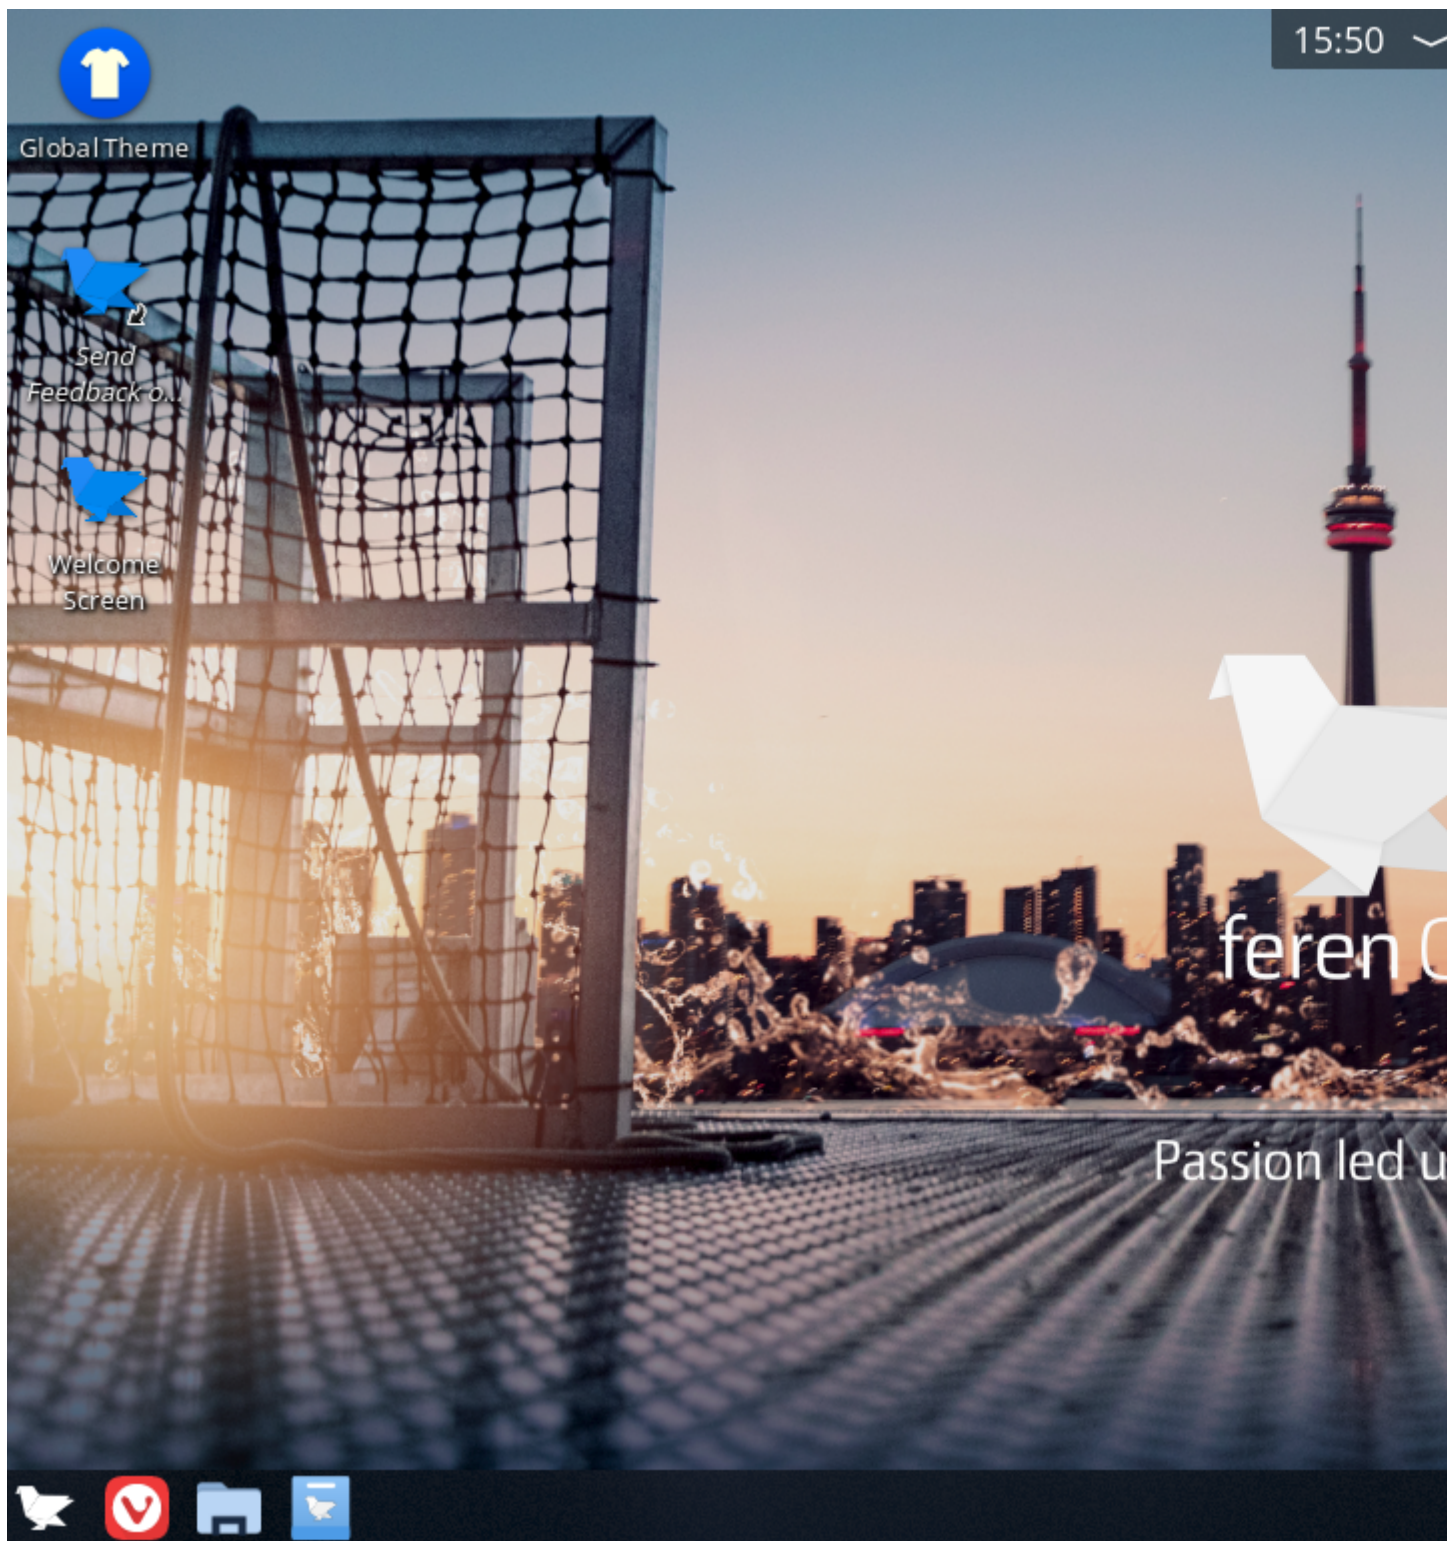 15:50
Global Theme
Send
Feedback o...
Welcome
Screen
feren
Passion led u